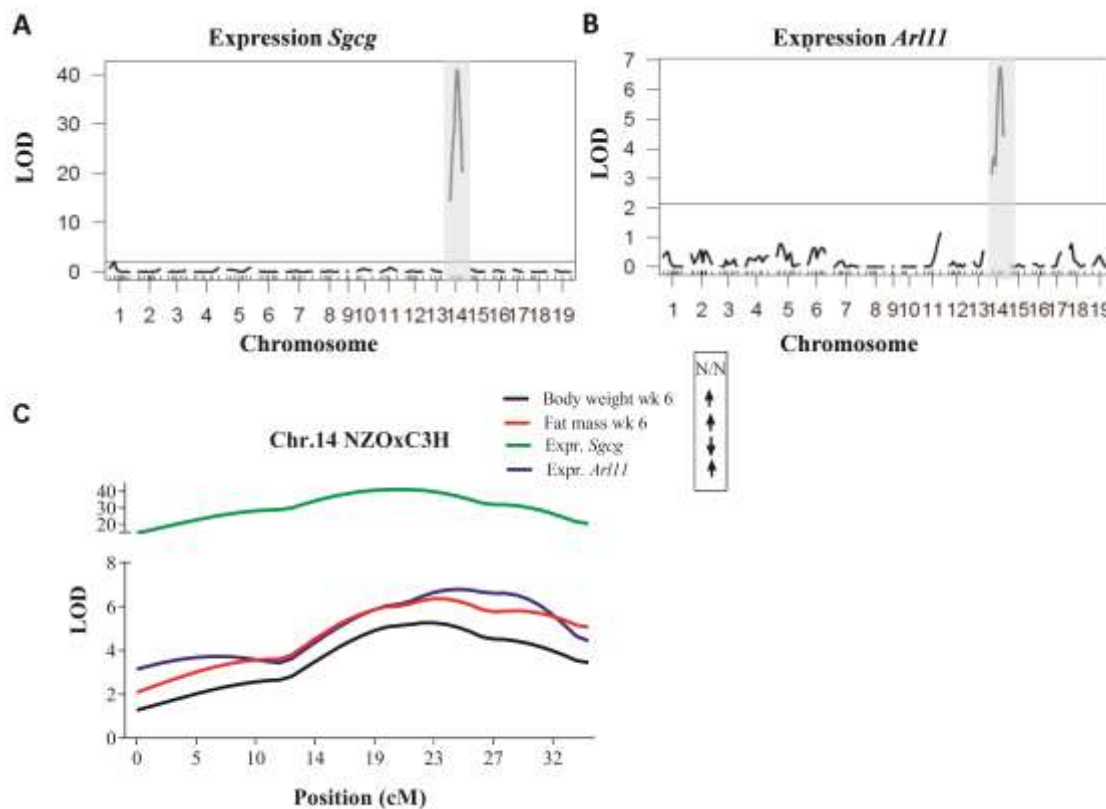 A
Expression Sgcg
LOD
40
30
20
10
0
1 2 3 4 5 6 7 8 9 10 11 12 13 14 15 16 17 18 19
Chromosome
B
Expression Arl11
LOD
7
6
5
4
3
2
1
0
1 2 3 4 5 6 7 8 9 10 11 12 13 14 15 16 17 18 19
Chromosome
C
Chr.14 NZOxC3H
Body weight wk 6
Fat mass wk 6
Expr. Sgcg
Expr. Arl11
N/N
40
30
20
LOD
8
6
4
2
0
0 5 10 14 19 23 27 32
Position (cM)